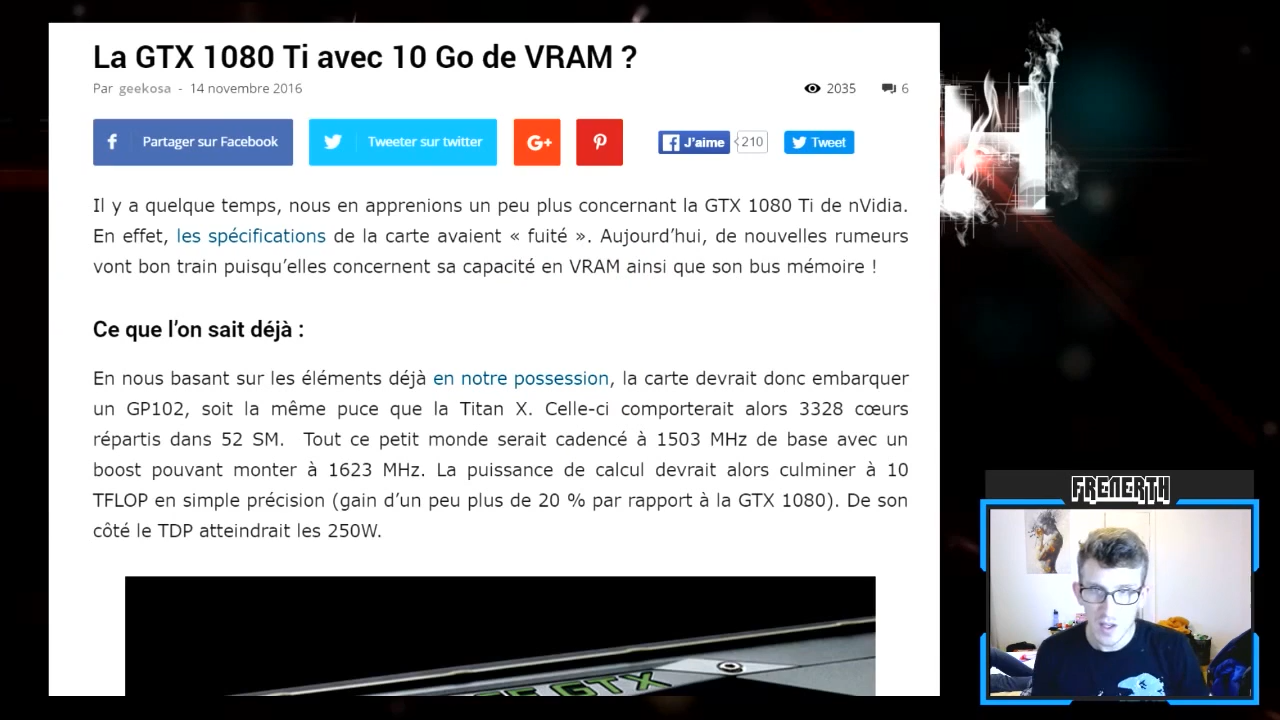 La GTX 1080 Ti avec 10 Go de VRAM ?
Par geekosa - 14 novembre 2016
2035
6
Partager sur Facebook
Tweeter sur twitter
G+
J'aime
210
Tweet
Il y a quelque temps, nous en apprenions un peu plus concernant la GTX 1080 Ti de nVidia.
En effet, les spécifications de la carte avaient « fuité ». Aujourd'hui, de nouvelles rumeurs
vont bon train puisqu'elles concernent sa capacité en VRAM ainsi que son bus mémoire !
Ce que l'on sait déjà :
En nous basant sur les éléments déjà en notre possession, la carte devrait donc embarquer
un GP102, soit la même puce que la Titan X. Celle-ci comporterait alors 3328 cœurs
répartis dans 52 SM. Tout ce petit monde serait cadencé à 1503 MHz de base avec un
boost pouvant monter à 1623 MHz. La puissance de calcul devrait alors culminer à 10
TFLOP en simple précision (gain d'un peu plus de 20 % par rapport à la GTX 1080). De son
côté le TDP atteindrait les 250W.
GTX
FRENERTH